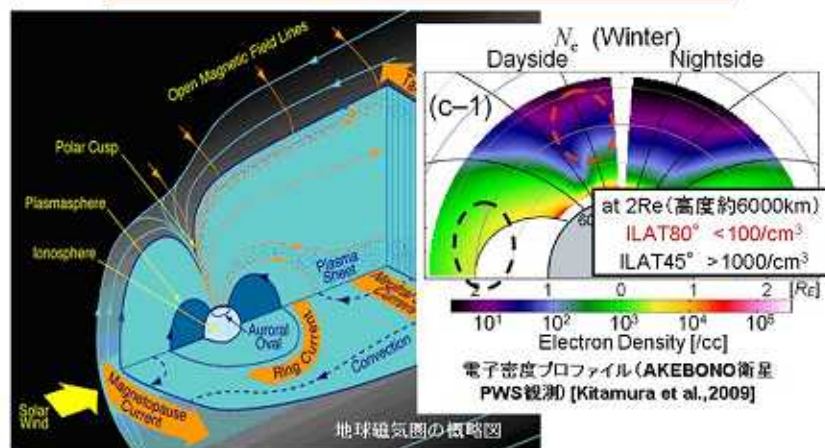 Open Magnetic Field Lines
Polar Cusp
Plasmasphere
Ionosphere
Plasma
Sheet
Auroral
Oval
Ring Current
Convection
Current
Magnetopause
Current
Solar
Wind
地球磁気圏の概略図
Ne (Winter)
Dayside Nightside
(c–1)
at 2Re(高度約6000km)
ILAT80° <100/cm³
ILAT45° >1000/cm³
2 1 0 1 2 [RE]
10¹ 10² 10³ 10⁴ 10⁵
Electron Density [/cc]
電子密度プロファイル(AKEBONO衛星
PWS観測) [Kitamura et al.,2009]